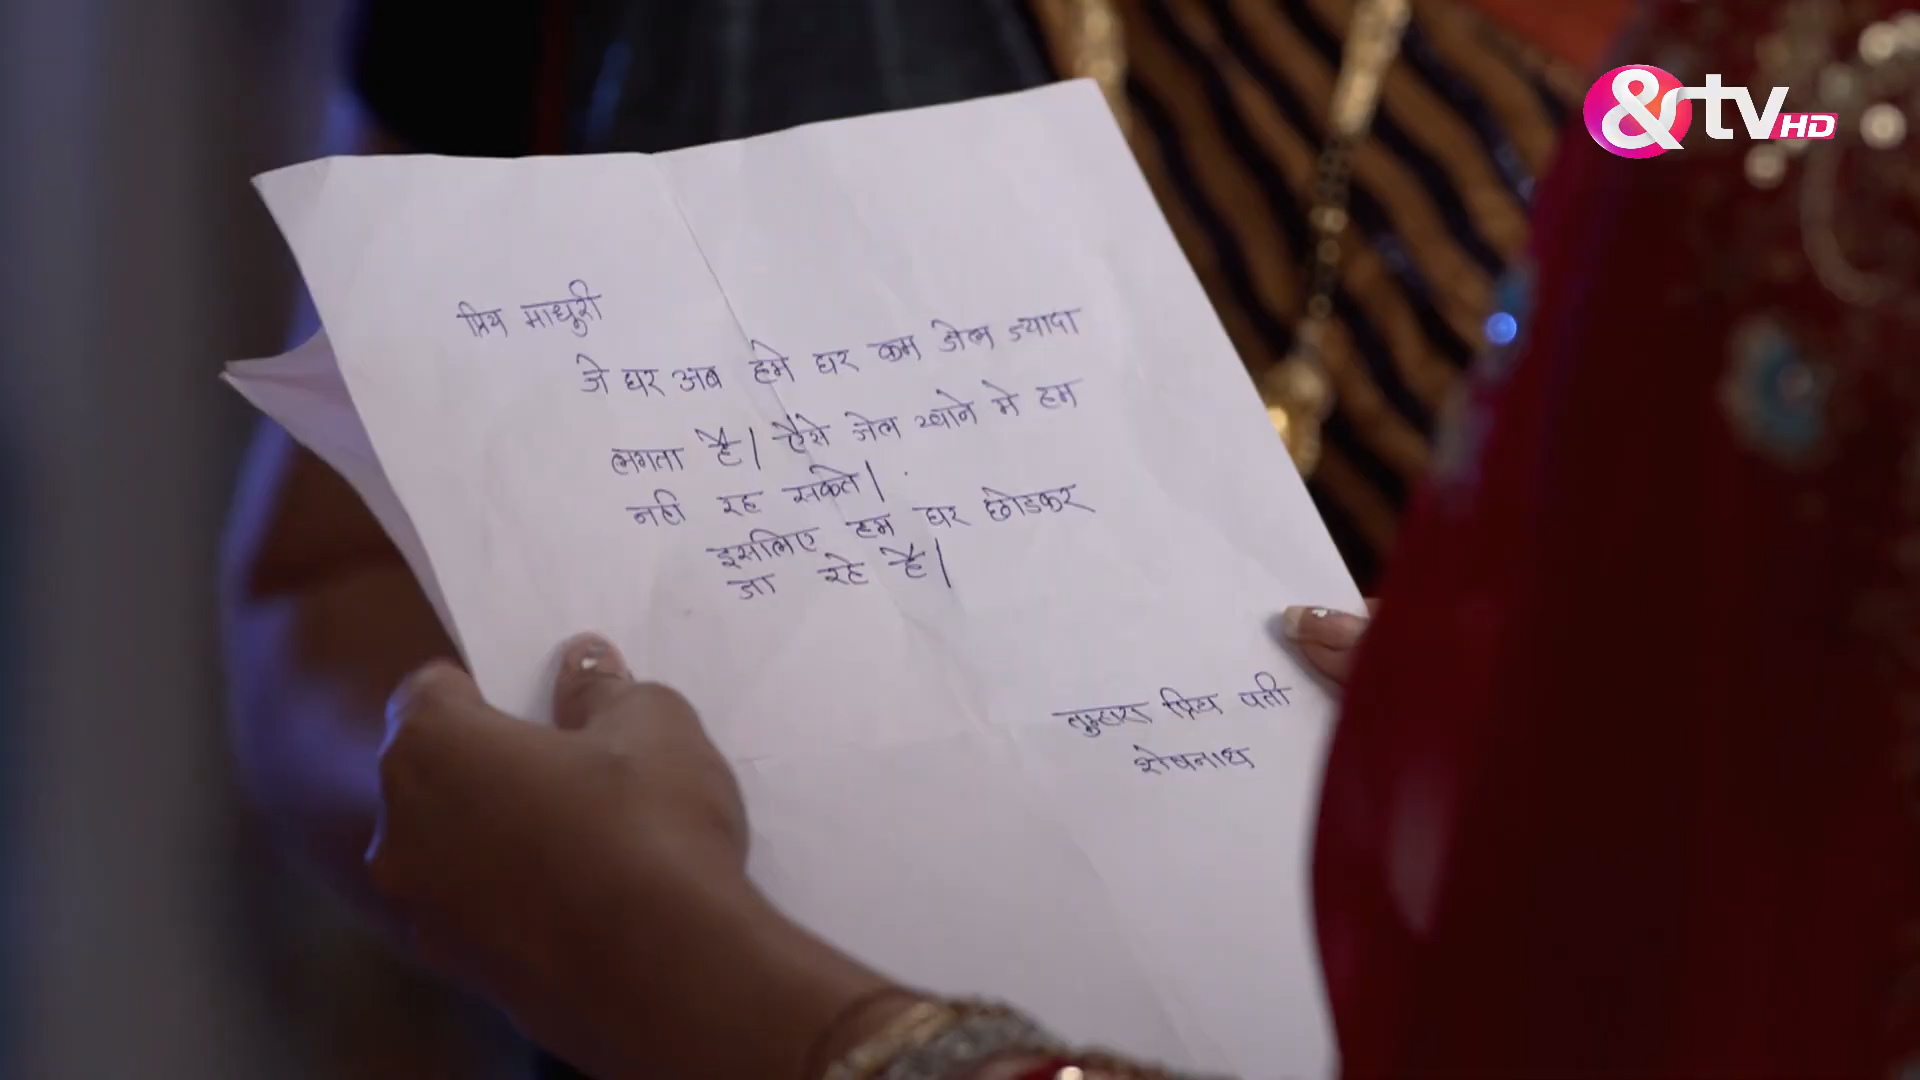 &tv HD
प्रिय माधुरी
जे घर अब हमे घर कम जेल ज्यादा
लगता है। ऐसे जेल खाने मे हम
नही रह सकते।
इसलिए हम घर छोडकर
जा रहे है।
तुम्हारा प्रिय पती
शेषनाथ